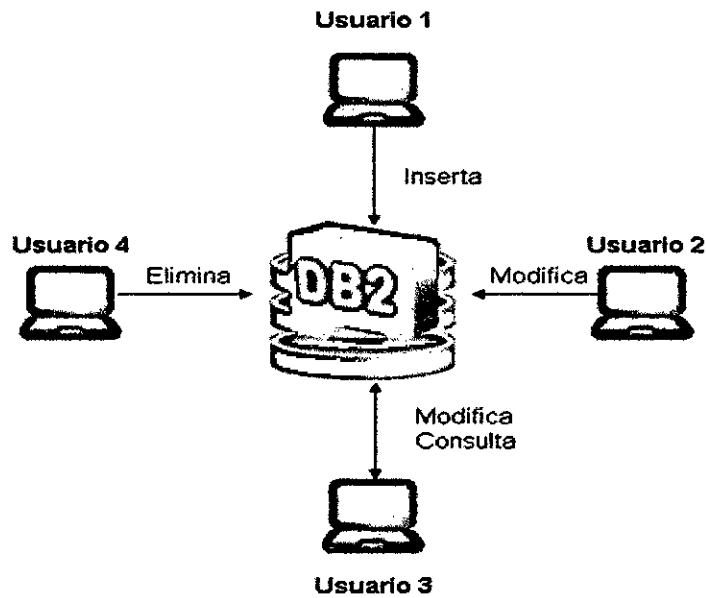 Usuario 1
Inserta
Usuario 4
Elimina
DB2
Usuario 2
Modifica
Modifica
Consulta
Usuario 3